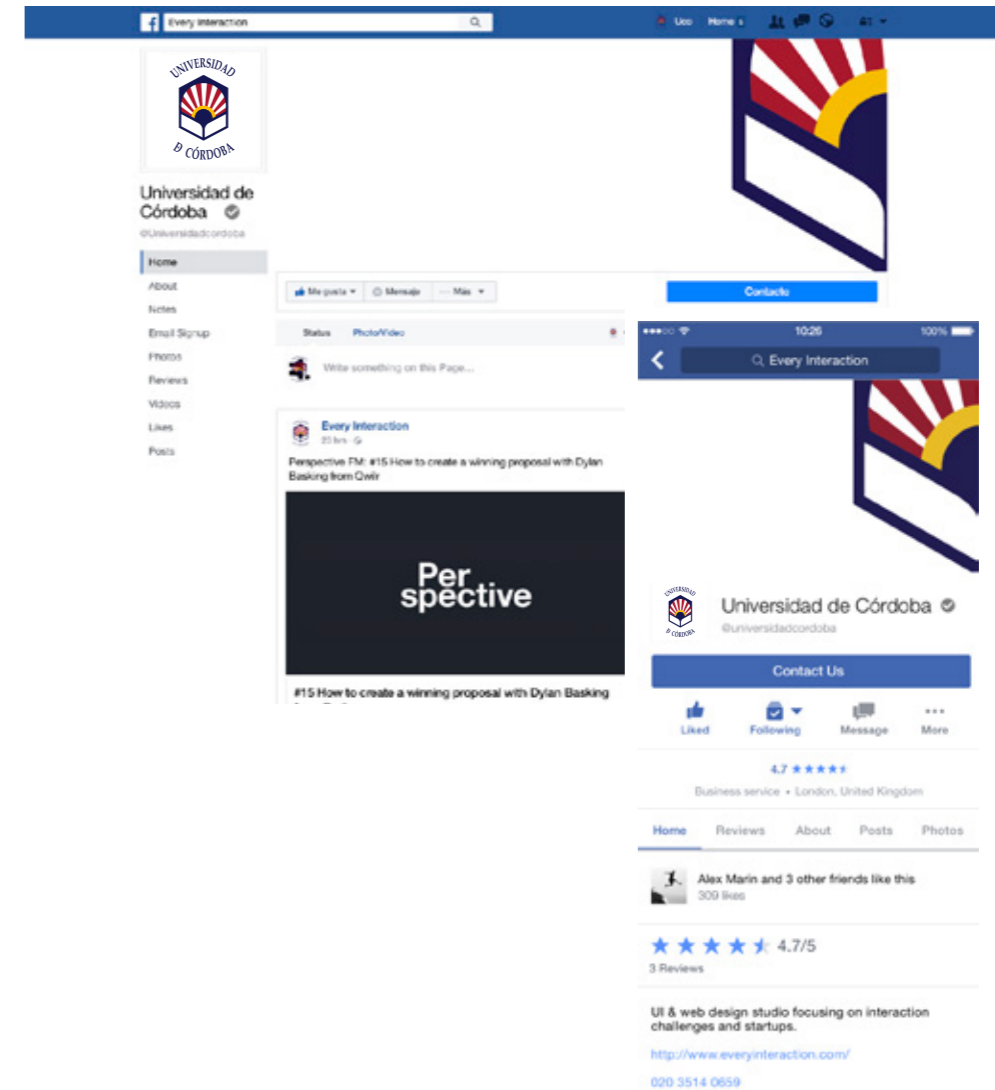 Every Interaction
Uco Home
UNIVERSIDAD
D CÓRDOBA
Universidad de
Córdoba
@Universidadcordoba
Home
About
Notes
Email Signup
Photos
Reviews
Videos
Likes
Posts
Me gusta Mensaje Más
Contacto
Status Photo/Video
Write something on this Page...
Every Interaction
23 hrs
Perspective FM: #15 How to create a winning proposal with Dylan
Basking from Qwilr
Per
spective
#15 How to create a winning proposal with Dylan Basking
10:26 100%
Every Interaction
UNIVERSIDAD
D CÓRDOBA
Universidad de Córdoba
@universidadcordoba
Contact Us
Liked Following Message More
4.7
Business service • London, United Kingdom
Home Reviews About Posts Photos
Alex Marin and 3 other friends like this
309 likes
4.7/5
3 Reviews
UI & web design studio focusing on interaction
challenges and startups.
http://www.everyinteraction.com/
020 3514 0659